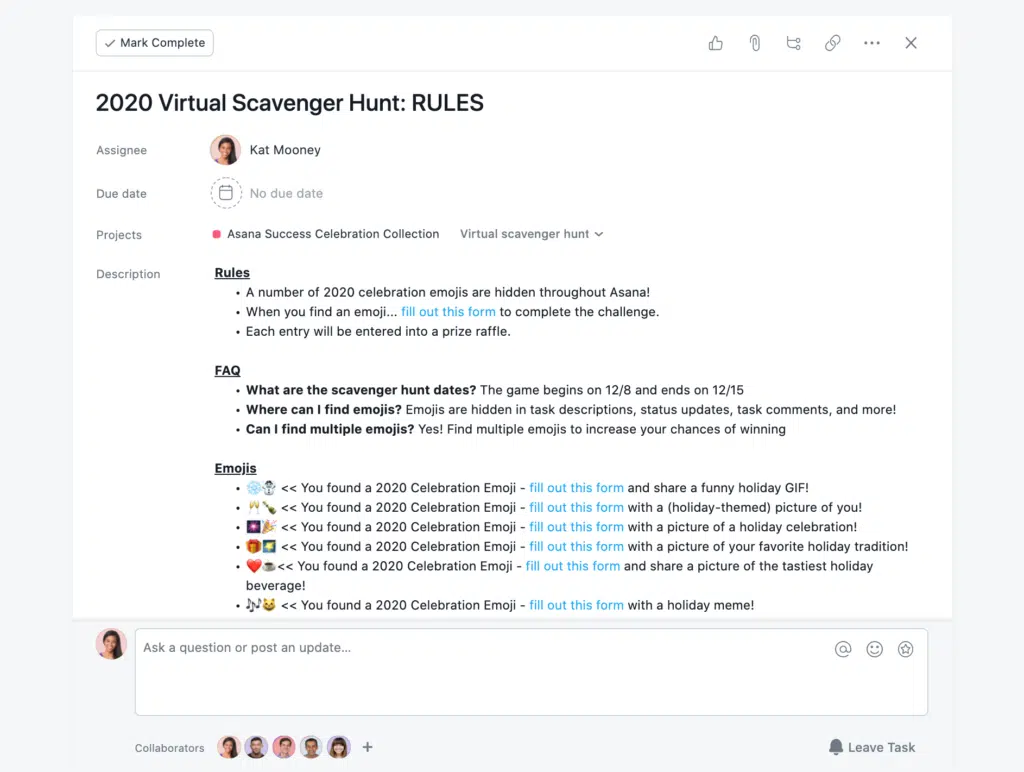 Mark Complete
2020 Virtual Scavenger Hunt: RULES
Assignee Kat Mooney
Due date No due date
Projects Asana Success Celebration Collection Virtual scavenger hunt
Description
Rules
• A number of 2020 celebration emojis are hidden throughout Asana!
• When you find an emoji... fill out this form to complete the challenge.
• Each entry will be entered into a prize raffle.
FAQ
• What are the scavenger hunt dates? The game begins on 12/8 and ends on 12/15
• Where can I find emojis? Emojis are hidden in task descriptions, status updates, task comments, and more!
• Can I find multiple emojis? Yes! Find multiple emojis to increase your chances of winning
Emojis
• << You found a 2020 Celebration Emoji - fill out this form and share a funny holiday GIF!
• << You found a 2020 Celebration Emoji - fill out this form with a (holiday-themed) picture of you!
• << You found a 2020 Celebration Emoji - fill out this form with a picture of a holiday celebration!
• << You found a 2020 Celebration Emoji - fill out this form with a picture of your favorite holiday tradition!
• << You found a 2020 Celebration Emoji - fill out this form and share a picture of the tastiest holiday
beverage!
• << You found a 2020 Celebration Emoji - fill out this form with a holiday meme!
Ask a question or post an update...
Collaborators + Leave Task